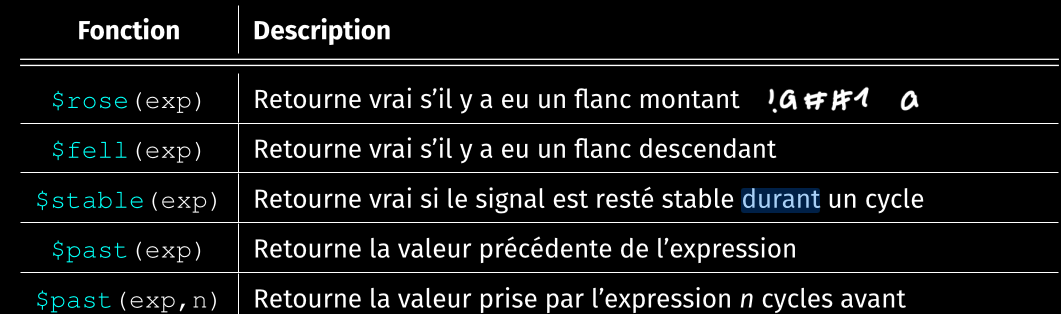 Fonction Description
$rose(exp) Retourne vrai s’il y a eu un flanc montant !a ##1 a
$fell(exp) Retourne vrai s’il y a eu un flanc descendant
$stable(exp) Retourne vrai si le signal est resté stable durant un cycle
$past(exp) Retourne la valeur précédente de l’expression
$past(exp,n) Retourne la valeur prise par l’expression n cycles avant